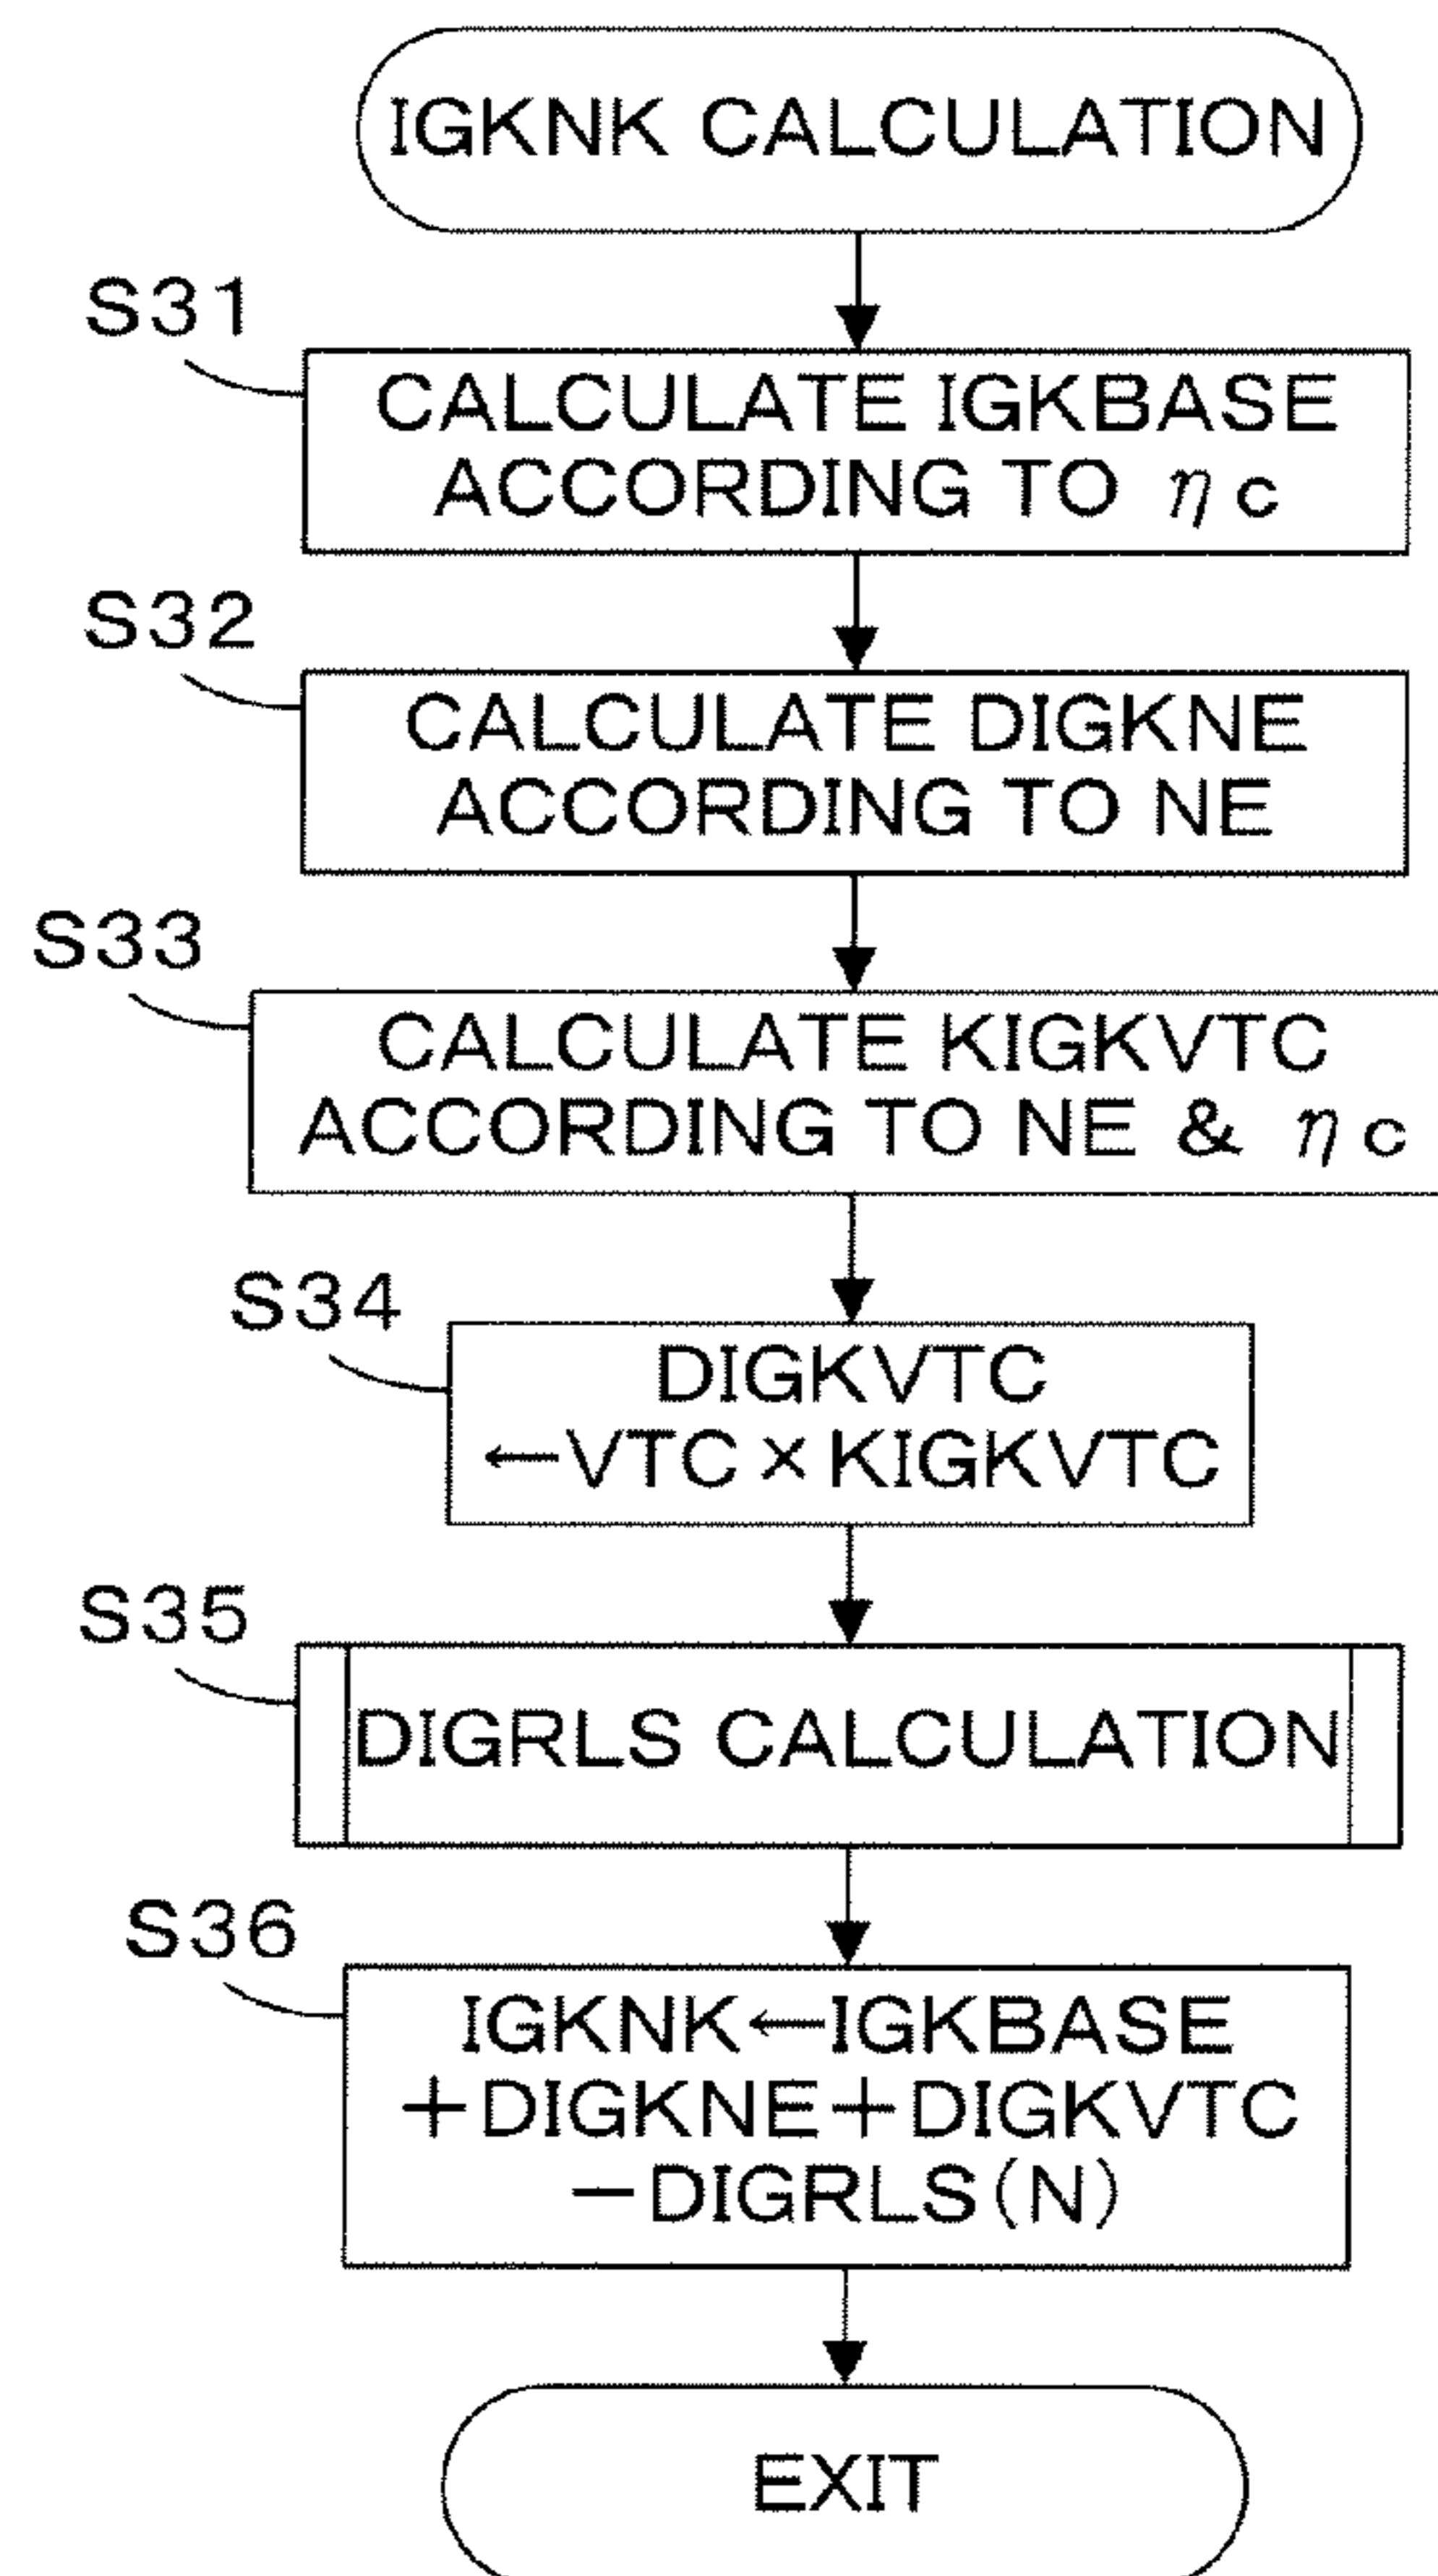 IGKNK CALCULATION
S31
CALCULATE IGKBASE
ACCORDING TO ηc
S32
CALCULATE DIGKNE
ACCORDING TO NE
S33
CALCULATE KIGKVTC
ACCORDING TO NE & ηc
S34
DIGKVTC
←VTC×KIGKVTC
S35
DIGRLS CALCULATION
S36
IGKNK←IGKBASE
+DIGKNE+DIGKVTC
−DIGRLS(N)
EXIT